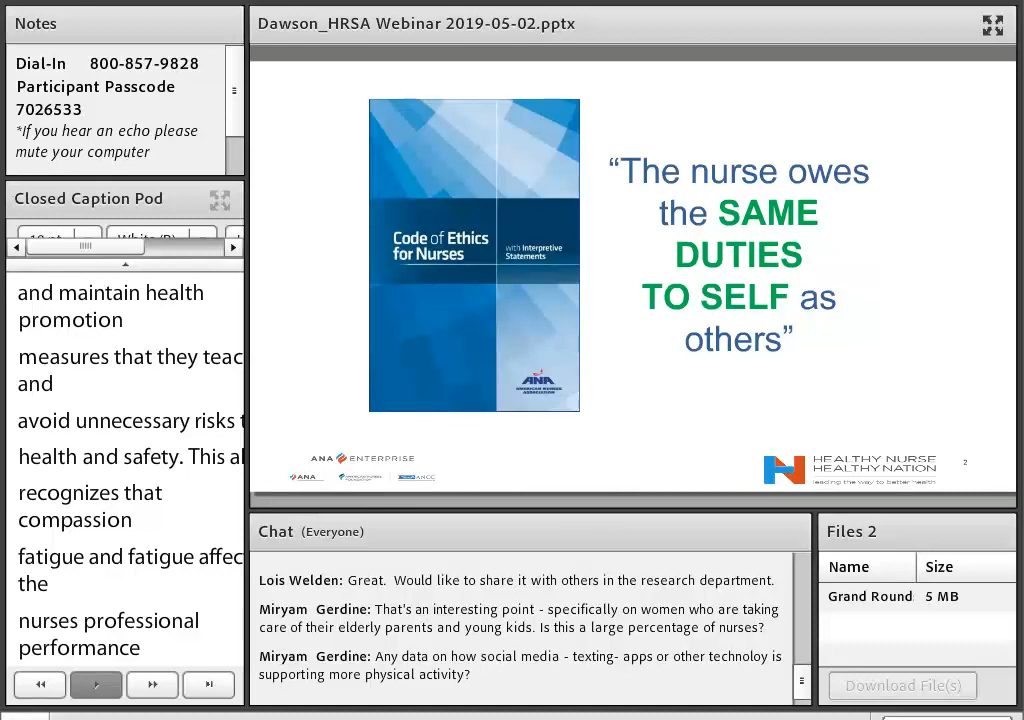 Notes
Dial-In 800-857-9828
Participant Passcode
7026533
*If you hear an echo please
mute your computer
Closed Caption Pod
and maintain health
promotion
measures that they teac
and
avoid unnecessary risks t
health and safety. This al
recognizes that
compassion
fatigue and fatigue affec
the
nurses professional
performance
Dawson_HRSA Webinar 2019-05-02.pptx
Code of Ethics
for Nurses
with Interpretive
Statements
ANA
AMERICAN NURSES
ASSOCIATION
“The nurse owes
the SAME
DUTIES
TO SELF as
others”
ANA ENTERPRISE
ANA
ANCC
HEALTHY NURSE
HEALTHY NATION
leading the way to better health
2
Chat (Everyone)
Lois Welden: Great. Would like to share it with others in the research department.
Miryam Gerdine: That's an interesting point - specifically on women who are taking
care of their elderly parents and young kids. Is this a large percentage of nurses?
Miryam Gerdine: Any data on how social media - texting- apps or other technoloy is
supporting more physical activity?
Files 2
Name Size
Grand Round 5 MB
Download File(s)